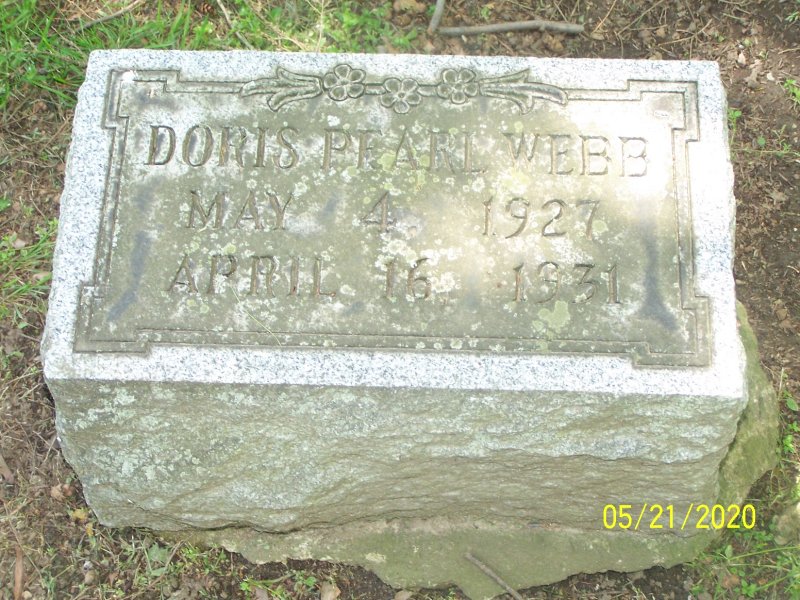 DORIS PEARL WEBB
MAY 4 1927
APRIL 16 1931
05/21/2020